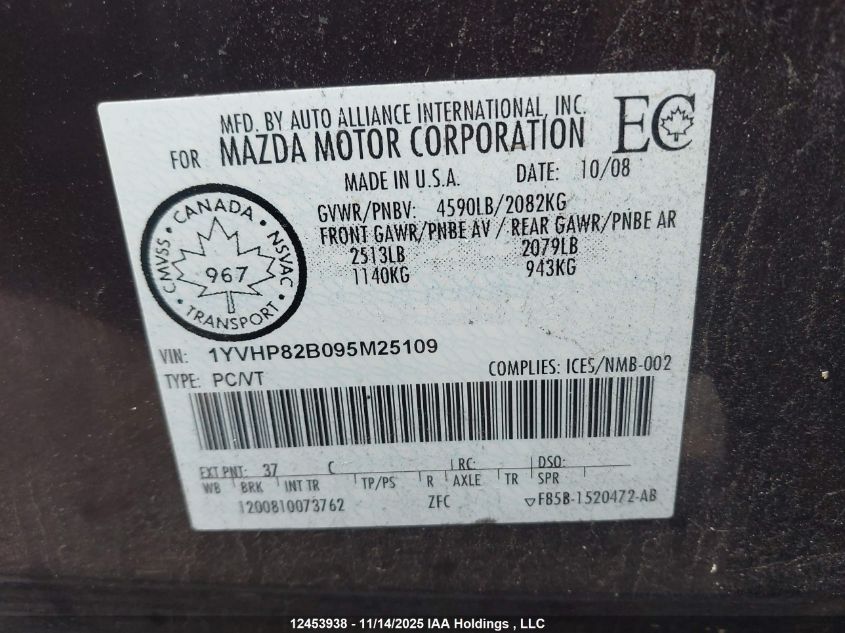 MFD. BY AUTO ALLIANCE INTERNATIONAL, INC.
FOR MAZDA MOTOR CORPORATION
EC
MADE IN U.S.A. DATE: 10/08
GVWR/PNBV: 4590LB/2082KG
FRONT GAWR/PNBE AV / REAR GAWR/PNBE AR
2513LB 2079LB
1140KG 943KG
CANADA
CMVSS NSVAC
967
TRANSPORT
VIN: 1YVHP82B095M25109
TYPE: PC/VT COMPLIES: ICES/NMB-002
EXT PNT: 37 C RC: DSO:
WB BRK INT TR TP/PS R AXLE TR SPR
1200810073762 ZFC F85B-1520472-AB
12453938 - 11/14/2025 IAA Holdings , LLC